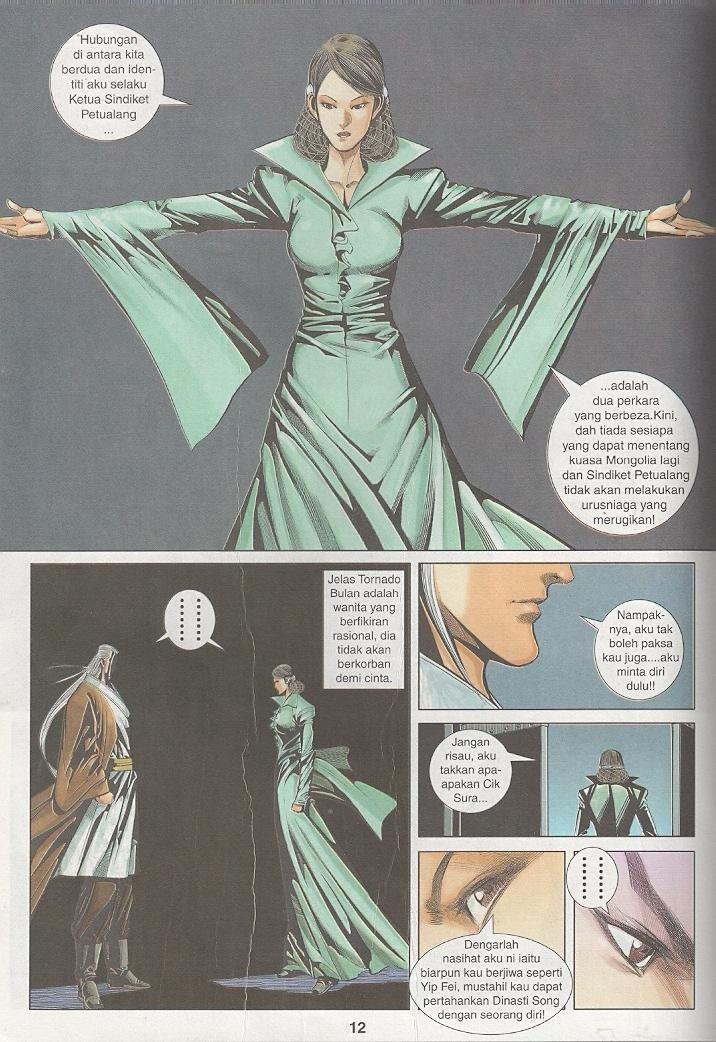 Hubungan
di antara kita
berdua dan iden-
titi aku selaku
Ketua Sindiket
Petualang
...
...adalah
dua perkara
yang berbeza.Kini,
dah tiada sesiapa
yang dapat menentang
kuasa Mongolia lagi
dan Sindiket Petualang
tidak akan melakukan
urusniaga yang
merugikan!
Jelas Tornado
Bulan adalah
wanita yang
berfikiran
rasional, dia
tidak akan
berkorban
demi cinta.
Nampak-
nya, aku tak
boleh paksa
kau juga....aku
minta diri
dulu!!
Jangan
risau, aku
takkan apa-
apakan Cik
Sura...
Dengarlah
nasihat aku ni iaitu
biarpun kau berjiwa seperti
Yip Fei, mustahil kau dapat
pertahankan Dinasti Song
dengan seorang diri!
12